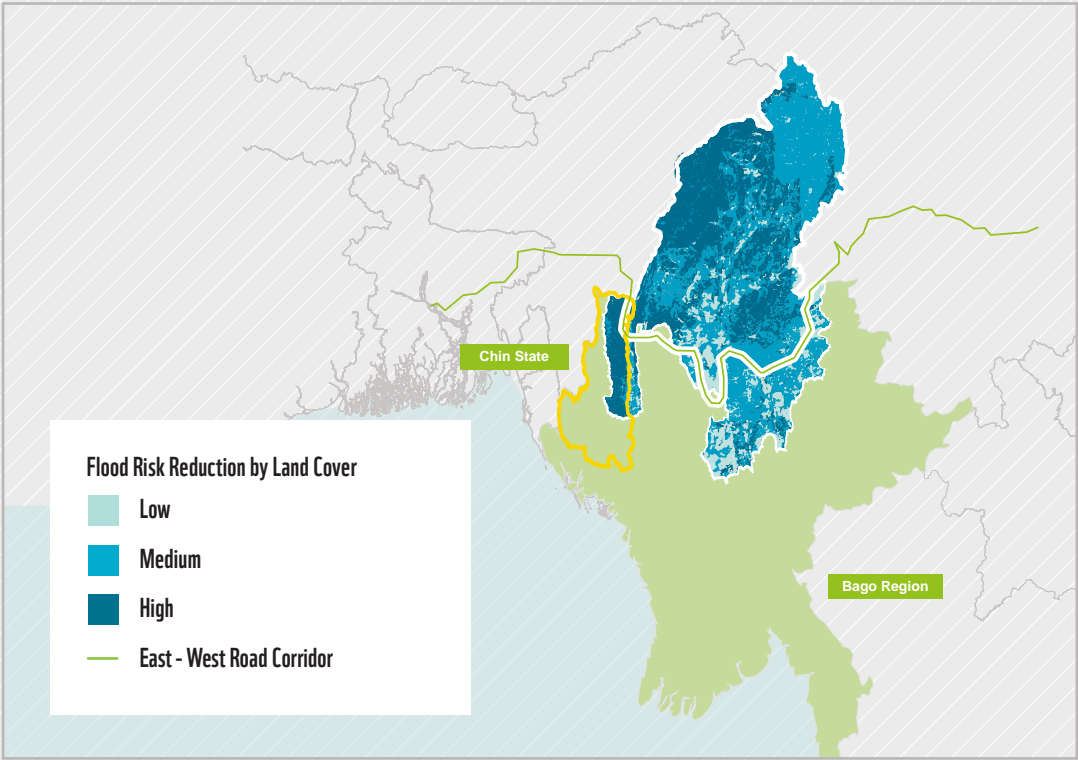 Chin State
Flood Risk Reduction by Land Cover
Low
Medium
High
East - West Road Corridor
Bago Region